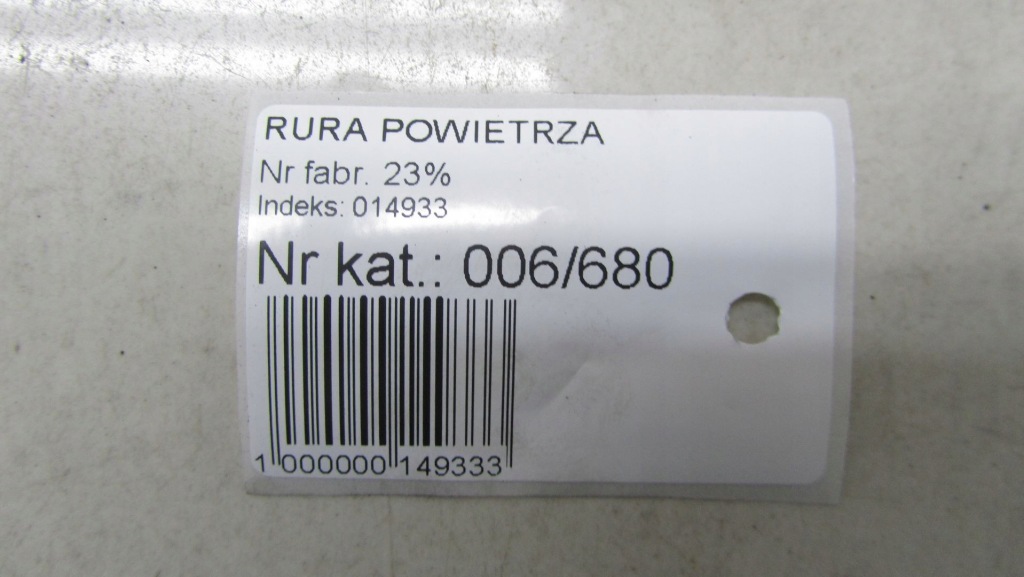 RURA POWIETRZA
Nr fabr. 23%
Indeks: 014933
Nr kat.: 006/680
1 000000 149333